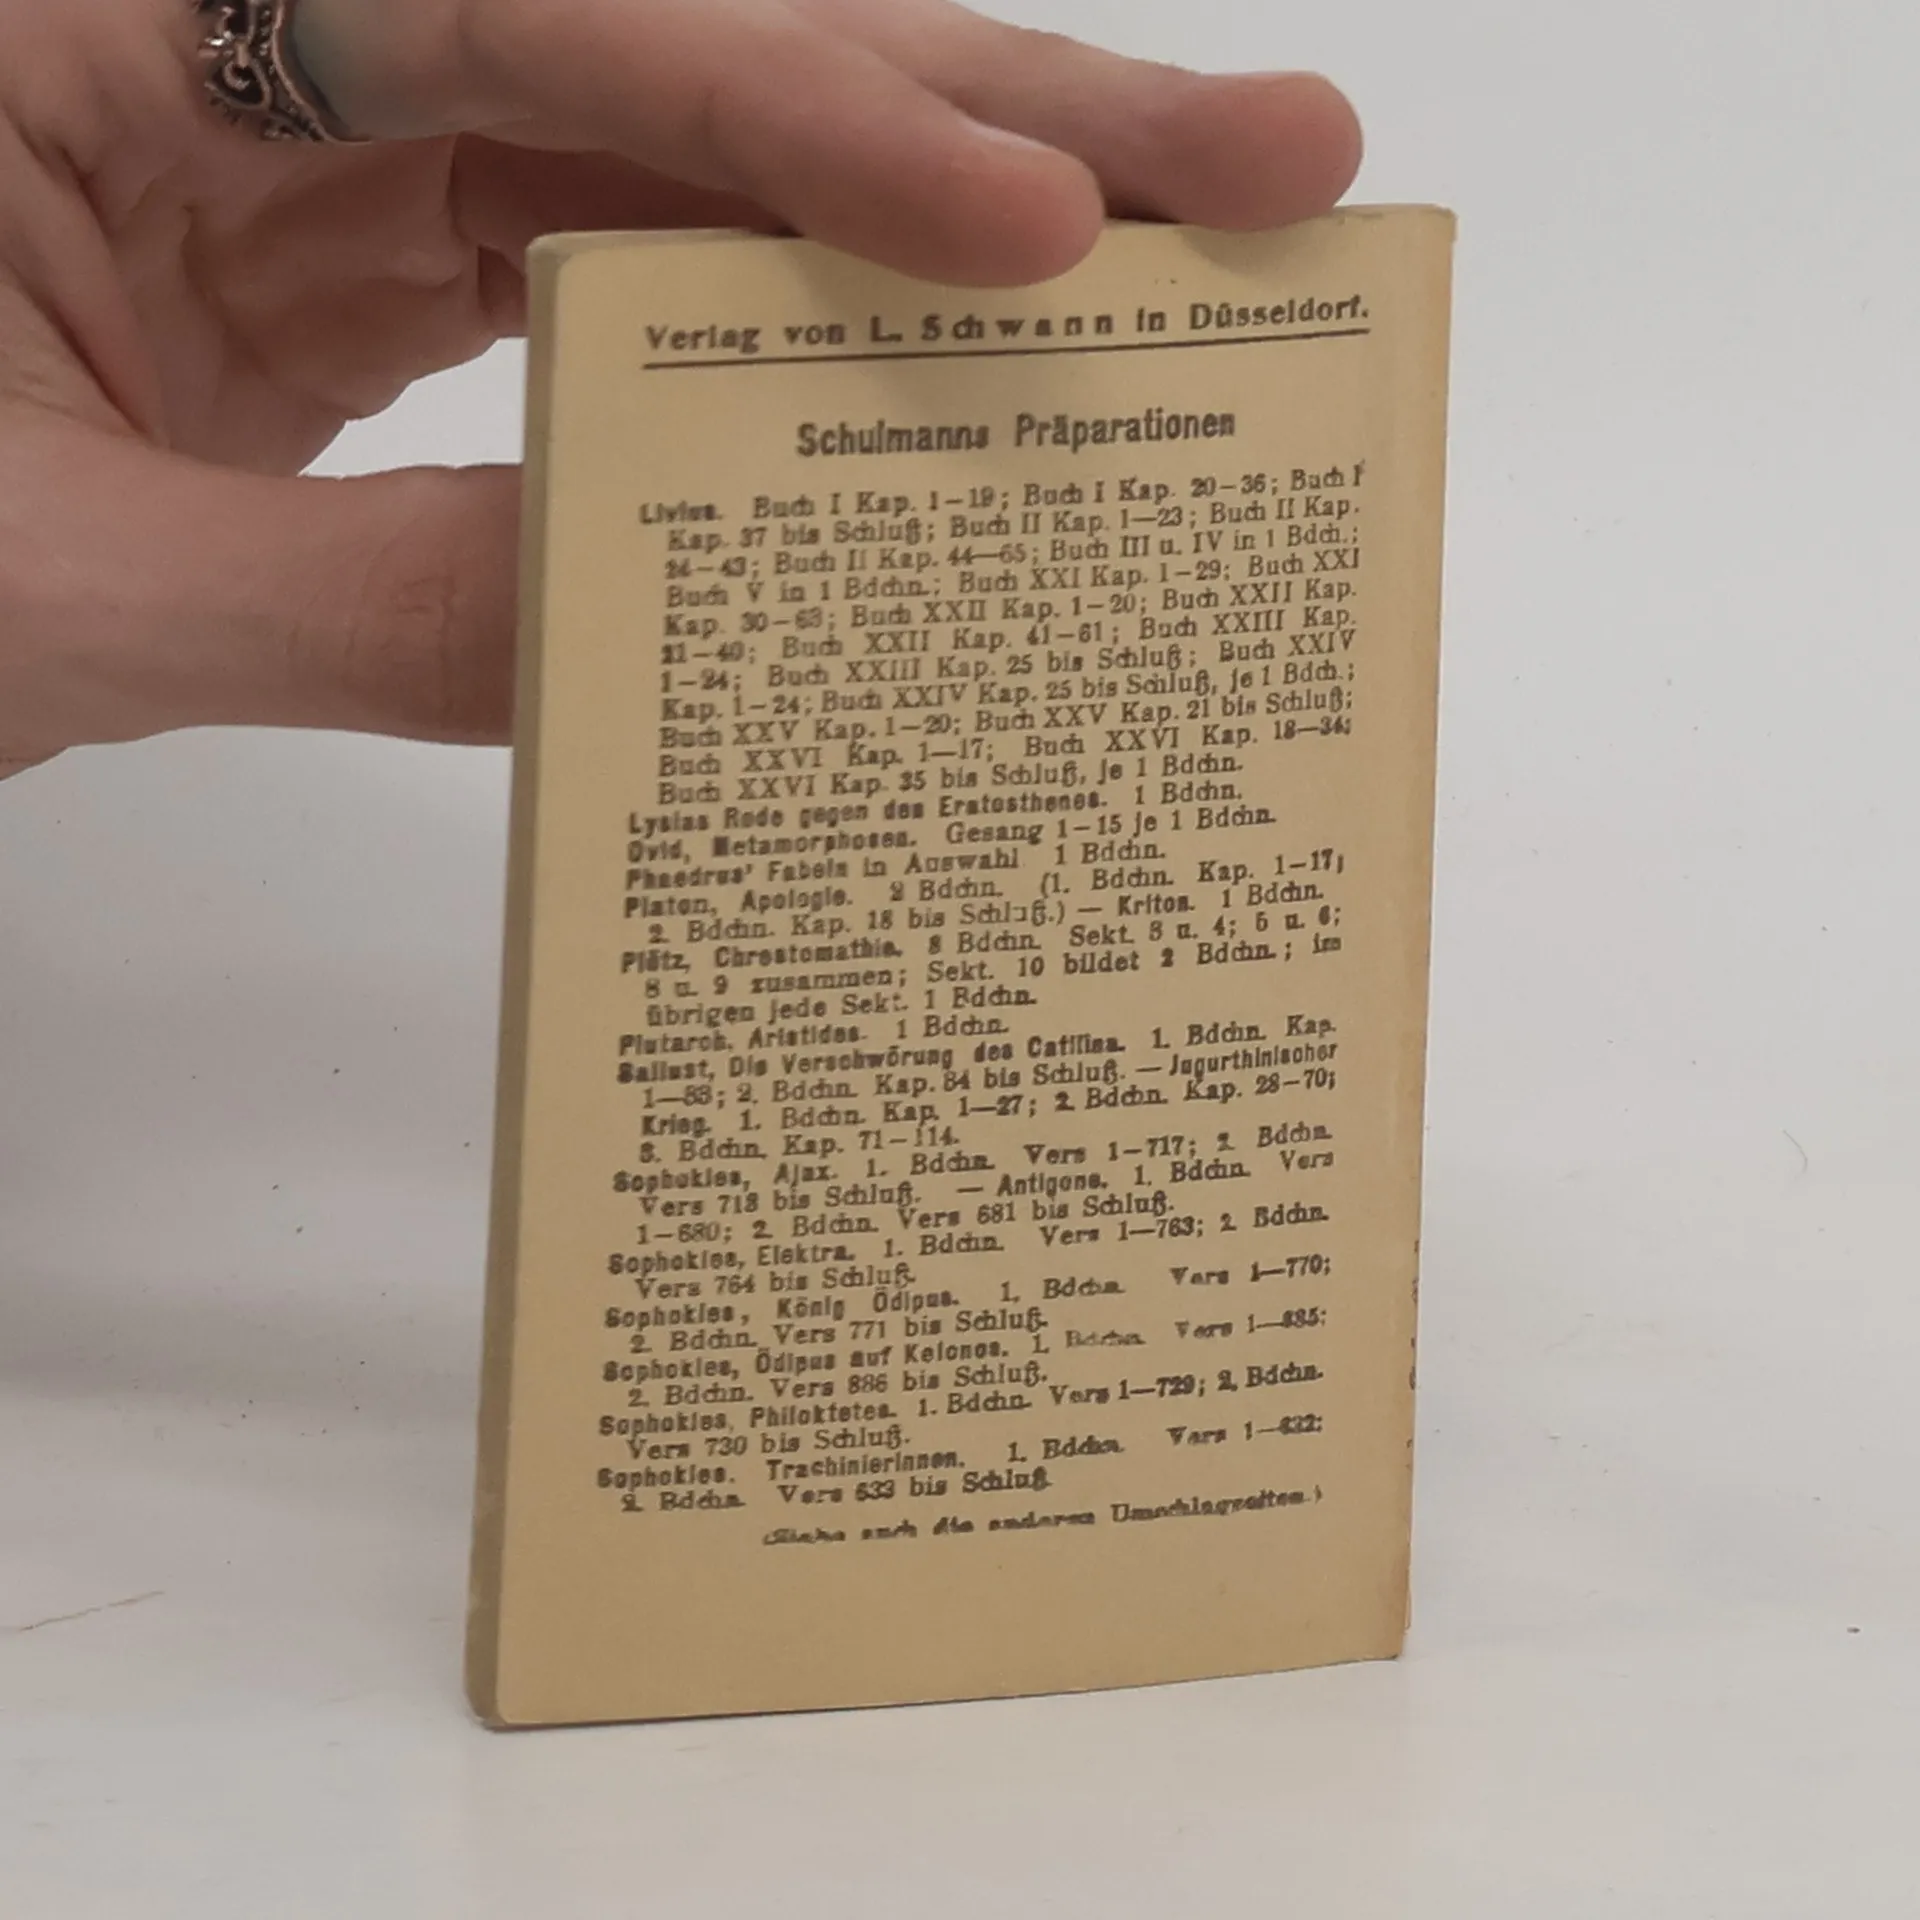 Verlag von L. Schwann in Düsseldorf.
Schulmanns Präparationen
Livius. Buch I Kap. 1—19; Buch I Kap. 20—36; Buch I
Kap. 37 bis Schluß; Buch II Kap. 1—23; Buch II Kap.
24—43; Buch II Kap. 44—65; Buch III u. IV in 1 Bdch.;
Buch V in 1 Bdchn.; Buch XXI Kap. 1—29; Buch XXI
Kap. 30—63; Buch XXII Kap. 1—20; Buch XXII Kap.
21—40; Buch XXII Kap. 41—61; Buch XXIII Kap.
1—24; Buch XXIII Kap. 25 bis Schluß; Buch XXIV
Kap. 1—24; Buch XXIV Kap. 25 bis Schluß, je 1 Bdch.;
Buch XXV Kap. 1—20; Buch XXV Kap. 21 bis Schluß;
Buch XXVI Kap. 1—17; Buch XXVI Kap. 18—34;
Buch XXVI Kap. 35 bis Schluß, je 1 Bdchn.
Lysias Rede gegen den Eratosthenes. 1 Bdchn.
Ovid, Metamorphosen. Gesang 1—15 je 1 Bdchn.
Phaedrus' Fabeln in Auswahl 1 Bdchn.
Platon, Apologie. 2 Bdchn. (1. Bdchn. Kap. 1—17;
2. Bdchn. Kap. 18 bis Schluß.) — Kriton. 1 Bdchn.
Plötz, Chrestomathie. 8 Bdchn. Sekt. 3 u. 4; 5 u. 6;
8 u. 9 zusammen; Sekt. 10 bildet 2 Bdchn.; im
übrigen jede Sekt. 1 Bdchn.
Plutarch, Aristides. 1 Bdchn.
Sallust, Die Verschwörung des Catilina. 1. Bdchn. Kap.
1—33; 2. Bdchn. Kap. 34 bis Schluß. — Jugurthinischer
Krieg. 1. Bdchn. Kap. 1—27; 2. Bdchn. Kap. 28—70;
3. Bdchn. Kap. 71—114.
Sophokles, Ajax. 1. Bdchn. Vers 1—717; 2. Bdchn.
Vers 718 bis Schluß. — Antigone. 1. Bdchn. Vers
1—680; 2. Bdchn. Vers 681 bis Schluß.
Sophokles, Elektra. 1. Bdchn. Vers 1—763; 2. Bdchn.
Vers 764 bis Schluß.
Sophokles, König Ödipus. 1. Bdchn. Vers 1—770;
2. Bdchn. Vers 771 bis Schluß.
Sophokles, Ödipus auf Kolonos. 1. Bdchn. Vers 1—885;
2. Bdchn. Vers 886 bis Schluß.
Sophokles, Philoktetes. 1. Bdchn. Vers 1—729; 2. Bdchn.
Vers 730 bis Schluß.
Sophokles. Trachinierinnen. 1. Bdchn. Vers 1—632;
2. Bdchn. Vers 633 bis Schluß.
(Siehe auch die anderen Umschlagseiten.)